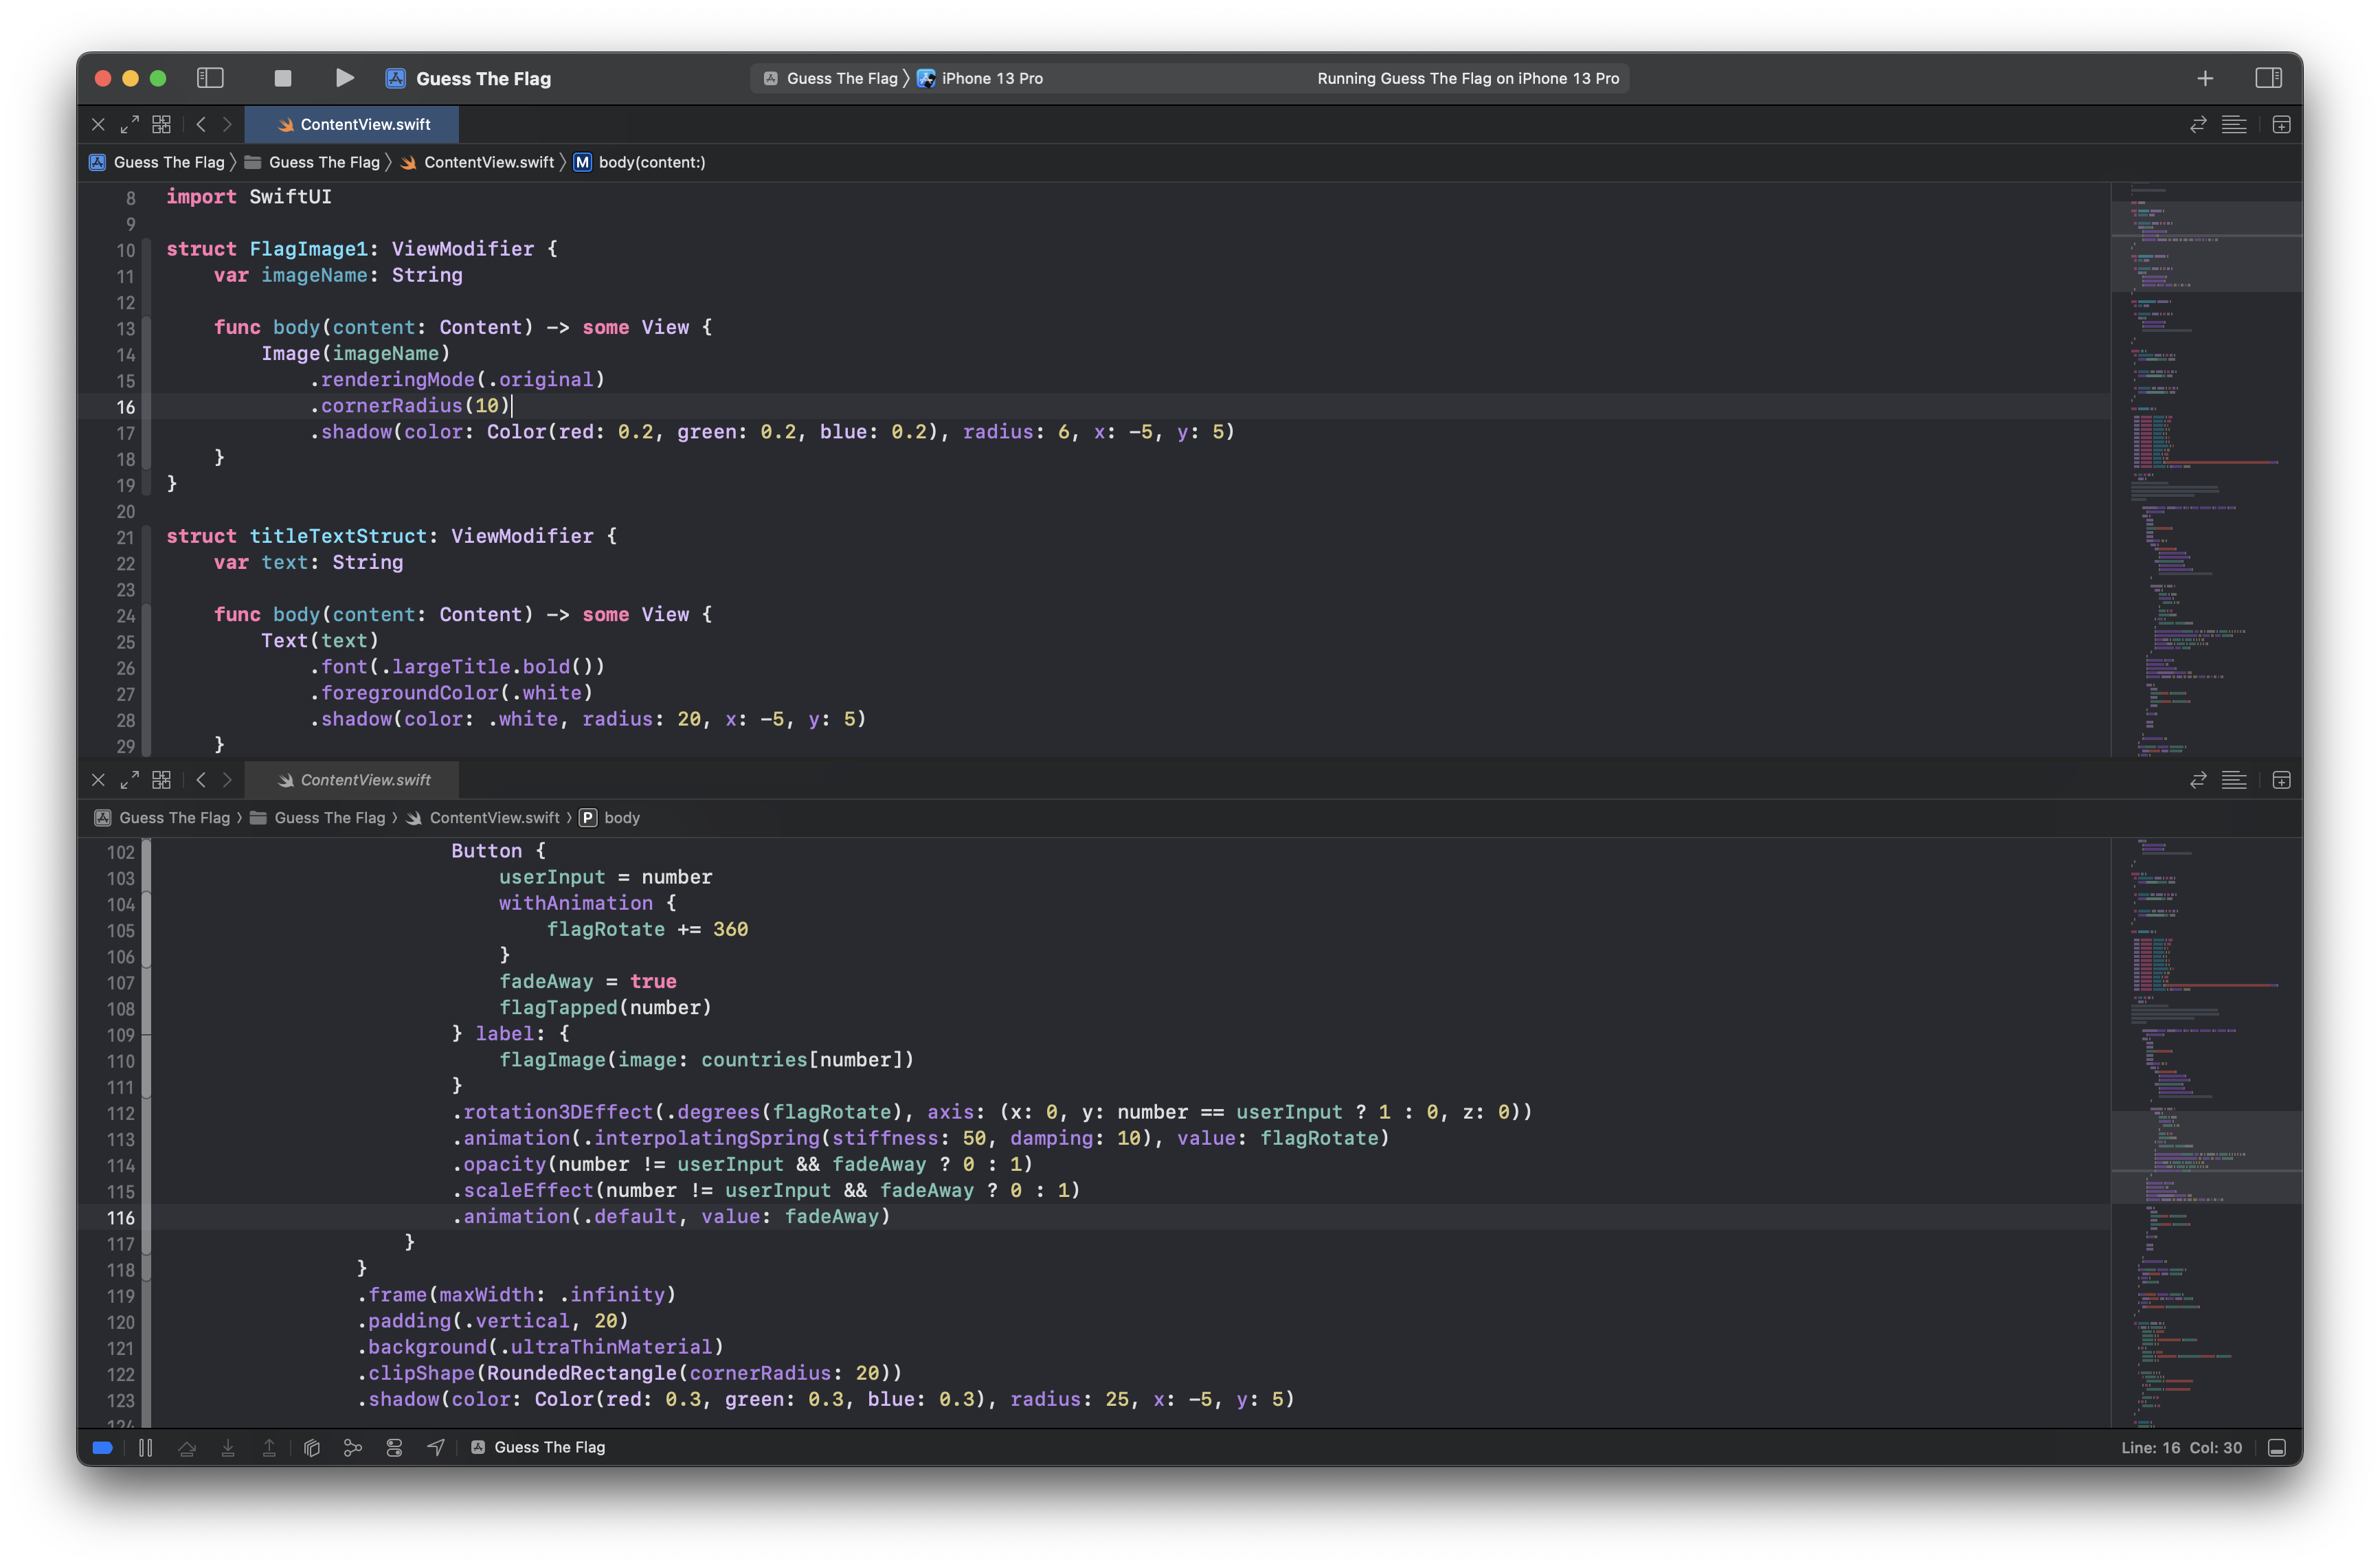 Guess The Flag
Guess The Flag 〉 iPhone 13 Pro
Running Guess The Flag on iPhone 13 Pro
ContentView.swift
Guess The Flag 〉 Guess The Flag 〉 ContentView.swift 〉 M body(content:)
8 import SwiftUI
9
10 struct FlagImage1: ViewModifier {
11     var imageName: String
12
13     func body(content: Content) -> some View {
14         Image(imageName)
15             .renderingMode(.original)
16             .cornerRadius(10)
17             .shadow(color: Color(red: 0.2, green: 0.2, blue: 0.2), radius: 6, x: -5, y: 5)
18     }
19 }
20
21 struct titleTextStruct: ViewModifier {
22     var text: String
23
24     func body(content: Content) -> some View {
25         Text(text)
26             .font(.largeTitle.bold())
27             .foregroundColor(.white)
28             .shadow(color: .white, radius: 20, x: -5, y: 5)
29     }
ContentView.swift
Guess The Flag 〉 Guess The Flag 〉 ContentView.swift 〉 P body
102                         Button {
103                             userInput = number
104                             withAnimation {
105                                 flagRotate += 360
106                             }
107                             fadeAway = true
108                             flagTapped(number)
109                         } label: {
110                             flagImage(image: countries[number])
111                         }
112                         .rotation3DEffect(.degrees(flagRotate), axis: (x: 0, y: number == userInput ? 1 : 0, z: 0))
113                         .animation(.interpolatingSpring(stiffness: 50, damping: 10), value: flagRotate)
114                         .opacity(number != userInput && fadeAway ? 0 : 1)
115                         .scaleEffect(number != userInput && fadeAway ? 0 : 1)
116                         .animation(.default, value: fadeAway)
117                     }
118                 }
119                 .frame(maxWidth: .infinity)
120                 .padding(.vertical, 20)
121                 .background(.ultraThinMaterial)
122                 .clipShape(RoundedRectangle(cornerRadius: 20))
123                 .shadow(color: Color(red: 0.3, green: 0.3, blue: 0.3), radius: 25, x: -5, y: 5)
124
Guess The Flag
Line: 16 Col: 30